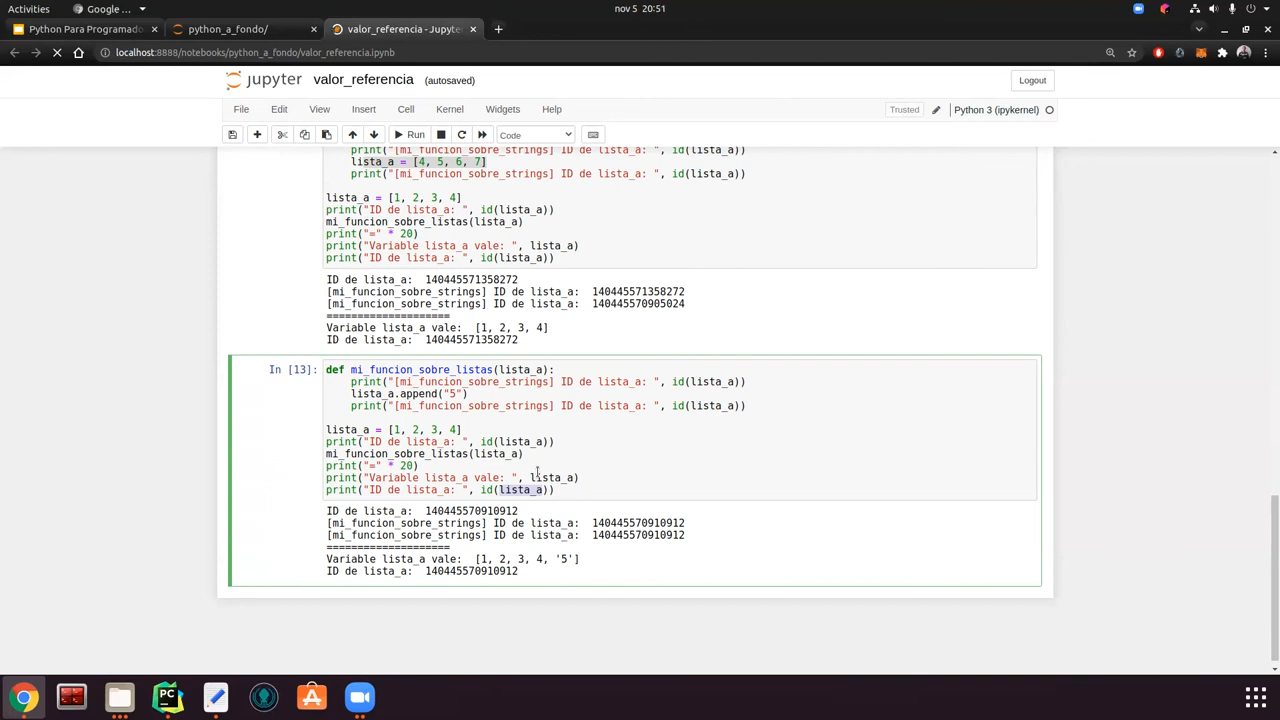 Activities
Google ...
nov 5 20:51
Python Para Programado
python_a_fondo/
valor_referencia - Jupyte
localhost:8888/notebooks/python_a_fondo/valor_referencia.ipynb
jupyter
valor_referencia
(autosaved)
Logout
File Edit View Insert Cell Kernel Widgets Help
Trusted
Python 3 (ipykernel)
Run
Code
print("[mi_funcion_sobre_strings] ID de lista_a: ", id(lista_a))
lista_a = [4, 5, 6, 7]
print("[mi_funcion_sobre_strings] ID de lista_a: ", id(lista_a))
lista_a = [1, 2, 3, 4]
print("ID de lista_a: ", id(lista_a))
mi_funcion_sobre_listas(lista_a)
print("=" * 20)
print("Variable lista_a vale: ", lista_a)
print("ID de lista_a: ", id(lista_a))
ID de lista_a:  140445571358272
[mi_funcion_sobre_strings] ID de lista_a:  140445571358272
[mi_funcion_sobre_strings] ID de lista_a:  140445570905024
====================
Variable lista_a vale:  [1, 2, 3, 4]
ID de lista_a:  140445571358272
In [13]: def mi_funcion_sobre_listas(lista_a):
print("[mi_funcion_sobre_strings] ID de lista_a: ", id(lista_a))
lista_a.append("5")
print("[mi_funcion_sobre_strings] ID de lista_a: ", id(lista_a))
lista_a = [1, 2, 3, 4]
print("ID de lista_a: ", id(lista_a))
mi_funcion_sobre_listas(lista_a)
print("=" * 20)
print("Variable lista_a vale: ", lista_a)
print("ID de lista_a: ", id(lista_a))
ID de lista_a:  140445570910912
[mi_funcion_sobre_strings] ID de lista_a:  140445570910912
[mi_funcion_sobre_strings] ID de lista_a:  140445570910912
====================
Variable lista_a vale:  [1, 2, 3, 4, '5']
ID de lista_a:  140445570910912
PC